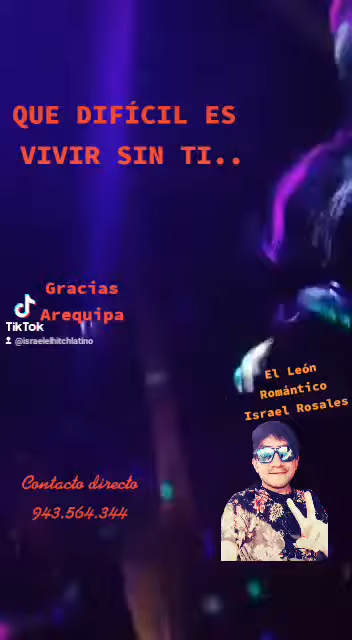 QUE DIFÍCIL ES
VIVIR SIN TI..
Gracias
Arequipa
TikTok
@israelelhitchlatino
El León
Romántico
Israel Rosales
Contacto directo
943.564.344